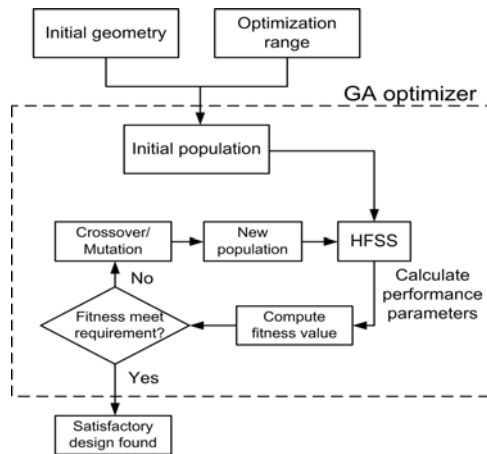 Initial geometry
Optimization
range
GA optimizer
Initial population
Crossover/
Mutation
New
population
HFSS
No
Calculate
performance
parameters
Fitness meet
requirement?
Compute
fitness value
Yes
Satisfactory
design found